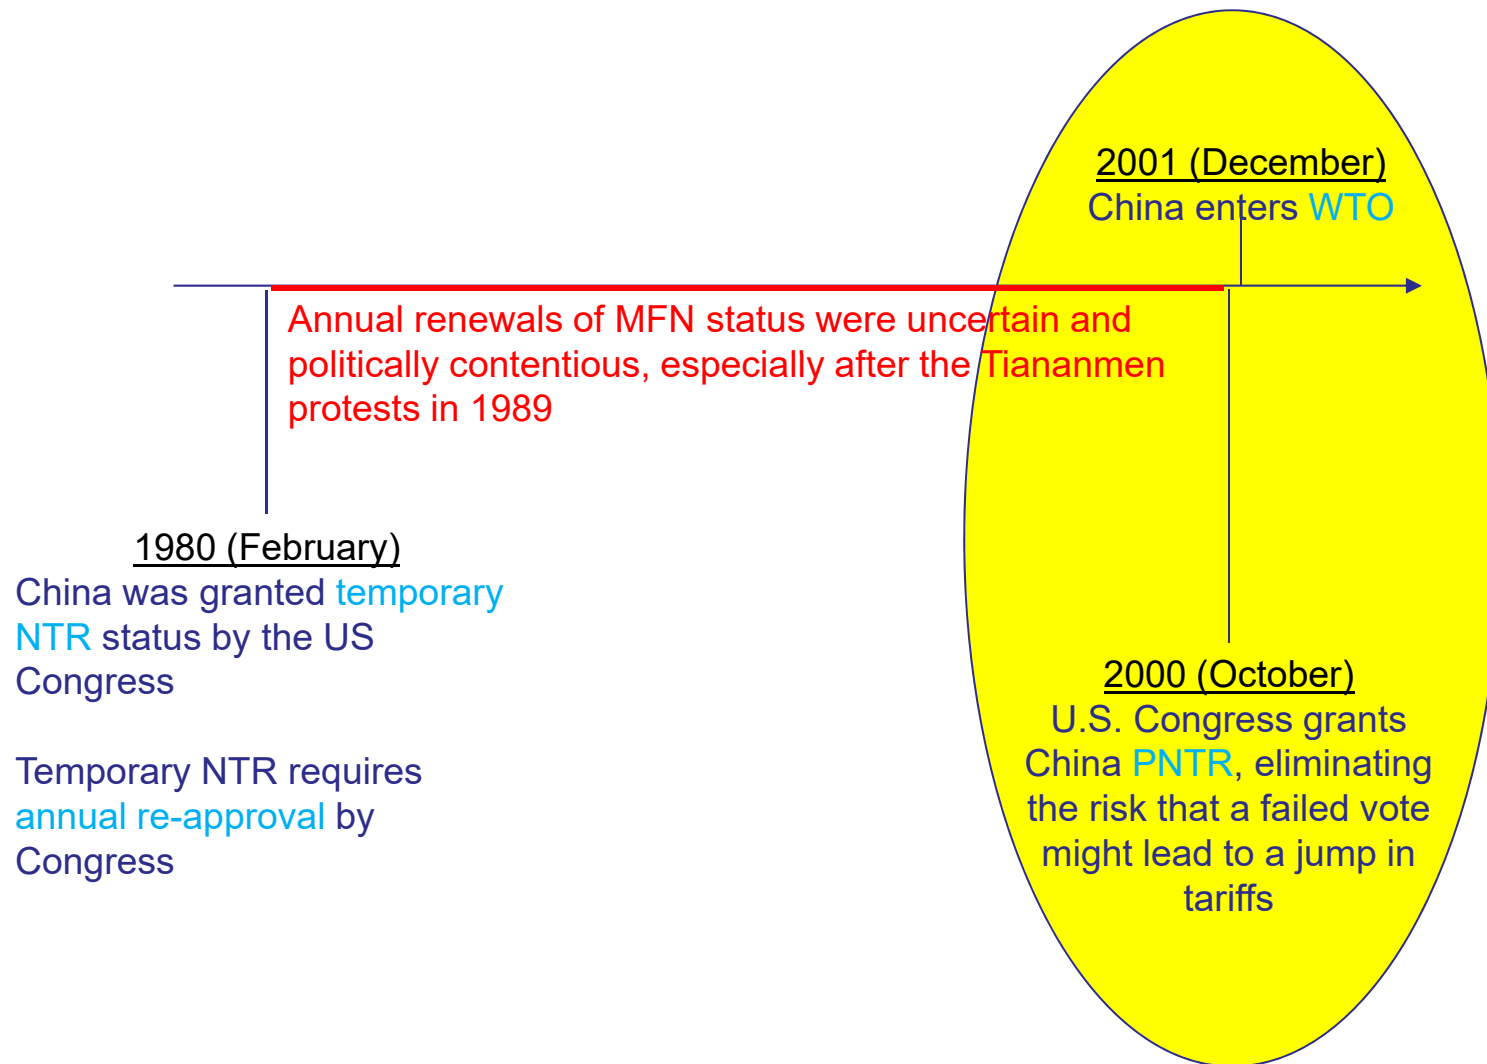 2001 (December)
China enters WTO
Annual renewals of MFN status were uncertain and
politically contentious, especially after the Tiananmen
protests in 1989
1980 (February)
China was granted temporary
NTR status by the US
Congress
Temporary NTR requires
annual re-approval by
Congress
2000 (October)
U.S. Congress grants
China PNTR, eliminating
the risk that a failed vote
might lead to a jump in
tariffs